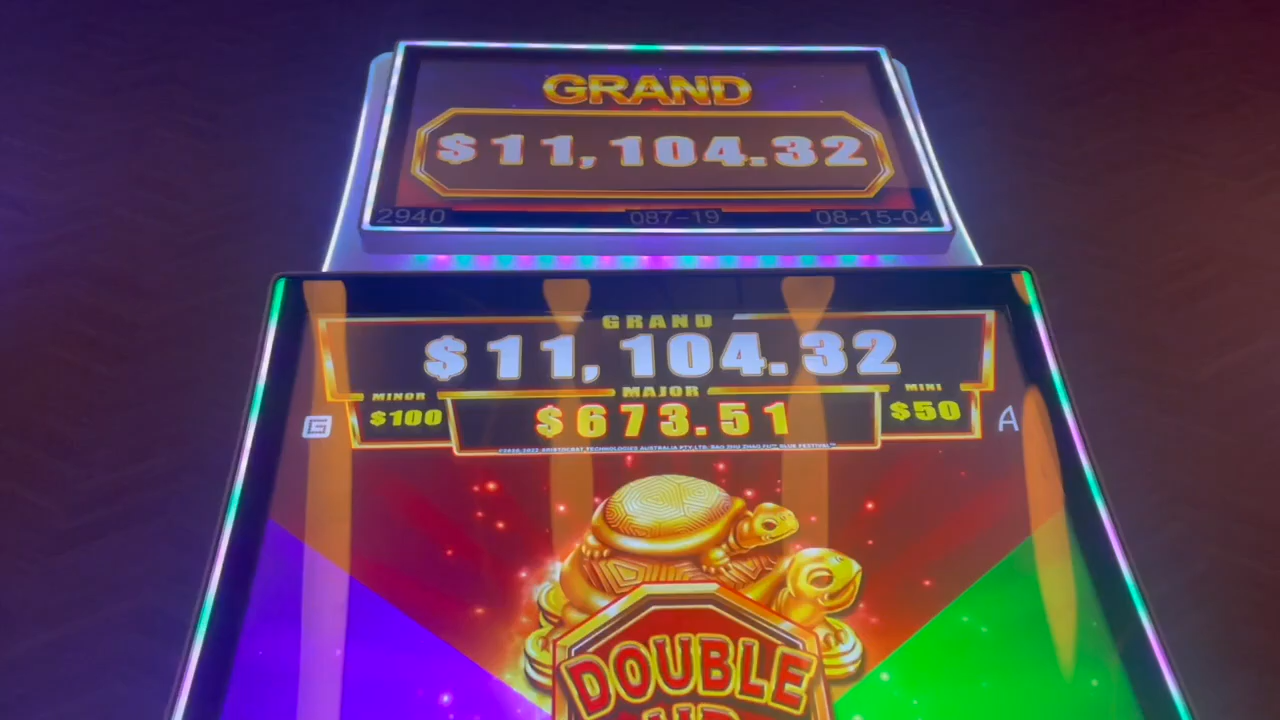 GRAND
$11,104.32
2940 087-19 08-15-04
GRAND
$11,104.32
MINOR MAJOR MINI
$100 $673.51 $50
G A
DOUBLE